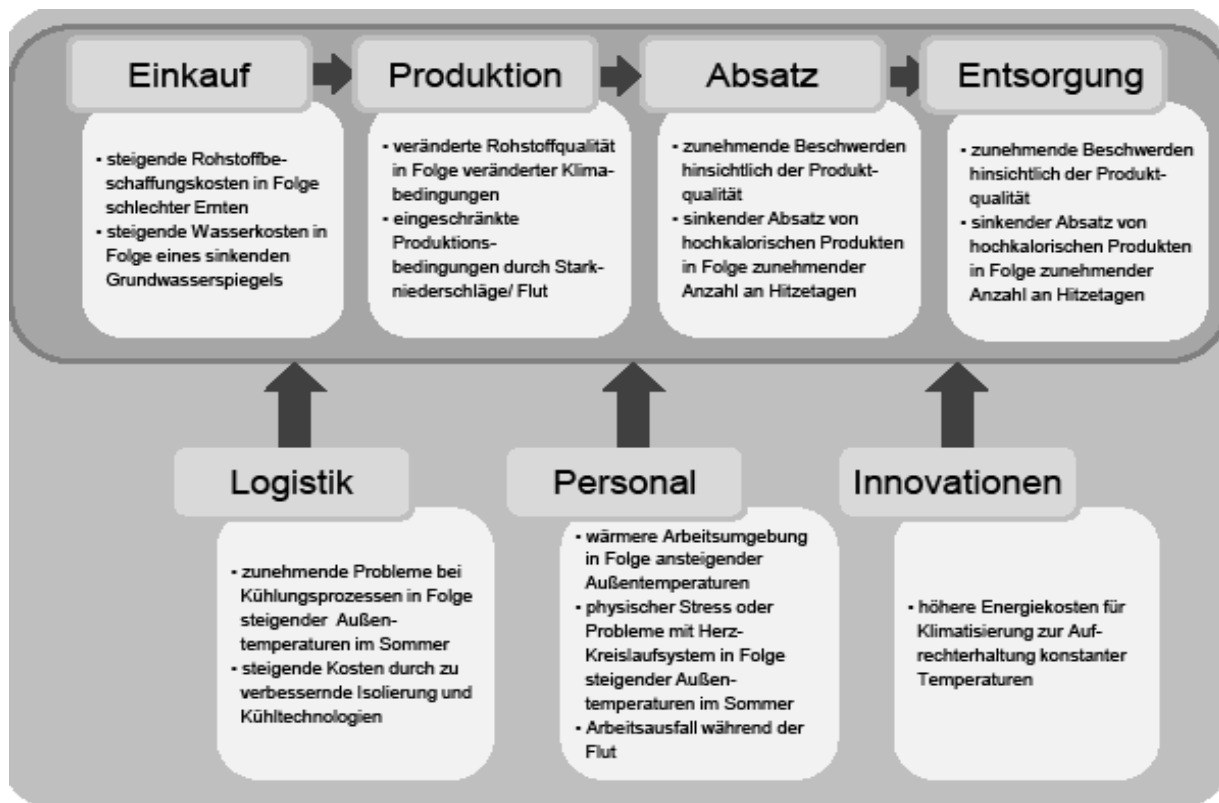 Einkauf
• steigende Rohstoffbe-
schaffungskosten in Folge
schlechter Ernten
• steigende Wasserkosten in
Folge eines sinkenden
Grundwasserspiegels
Produktion
• veränderte Rohstoffqualität
in Folge veränderter Klima-
bedingungen
• eingeschränkte
Produktions-
bedingungen durch Stark-
niederschläge/ Flut
Absatz
• zunehmende Beschwerden
hinsichtlich der Produkt-
qualität
• sinkender Absatz von
hochkalorischen Produkten
in Folge zunehmender
Anzahl an Hitzetagen
Entsorgung
• zunehmende Beschwerden
hinsichtlich der Produkt-
qualität
• sinkender Absatz von
hochkalorischen Produkten
in Folge zunehmender
Anzahl an Hitzetagen
Logistik
• zunehmende Probleme bei
Kühlungsprozessen in Folge
steigender Außen-
temperaturen im Sommer
• steigende Kosten durch zu
verbessernde Isolierung und
Kühltechnologien
Personal
• wärmere Arbeitsumgebung
in Folge ansteigender
Außentemperaturen
• physischer Stress oder
Probleme mit Herz-
Kreislaufsystem in Folge
steigender Außen-
temperaturen im Sommer
• Arbeitsausfall während der
Flut
Innovationen
• höhere Energiekosten für
Klimatisierung zur Auf-
rechterhaltung konstanter
Temperaturen